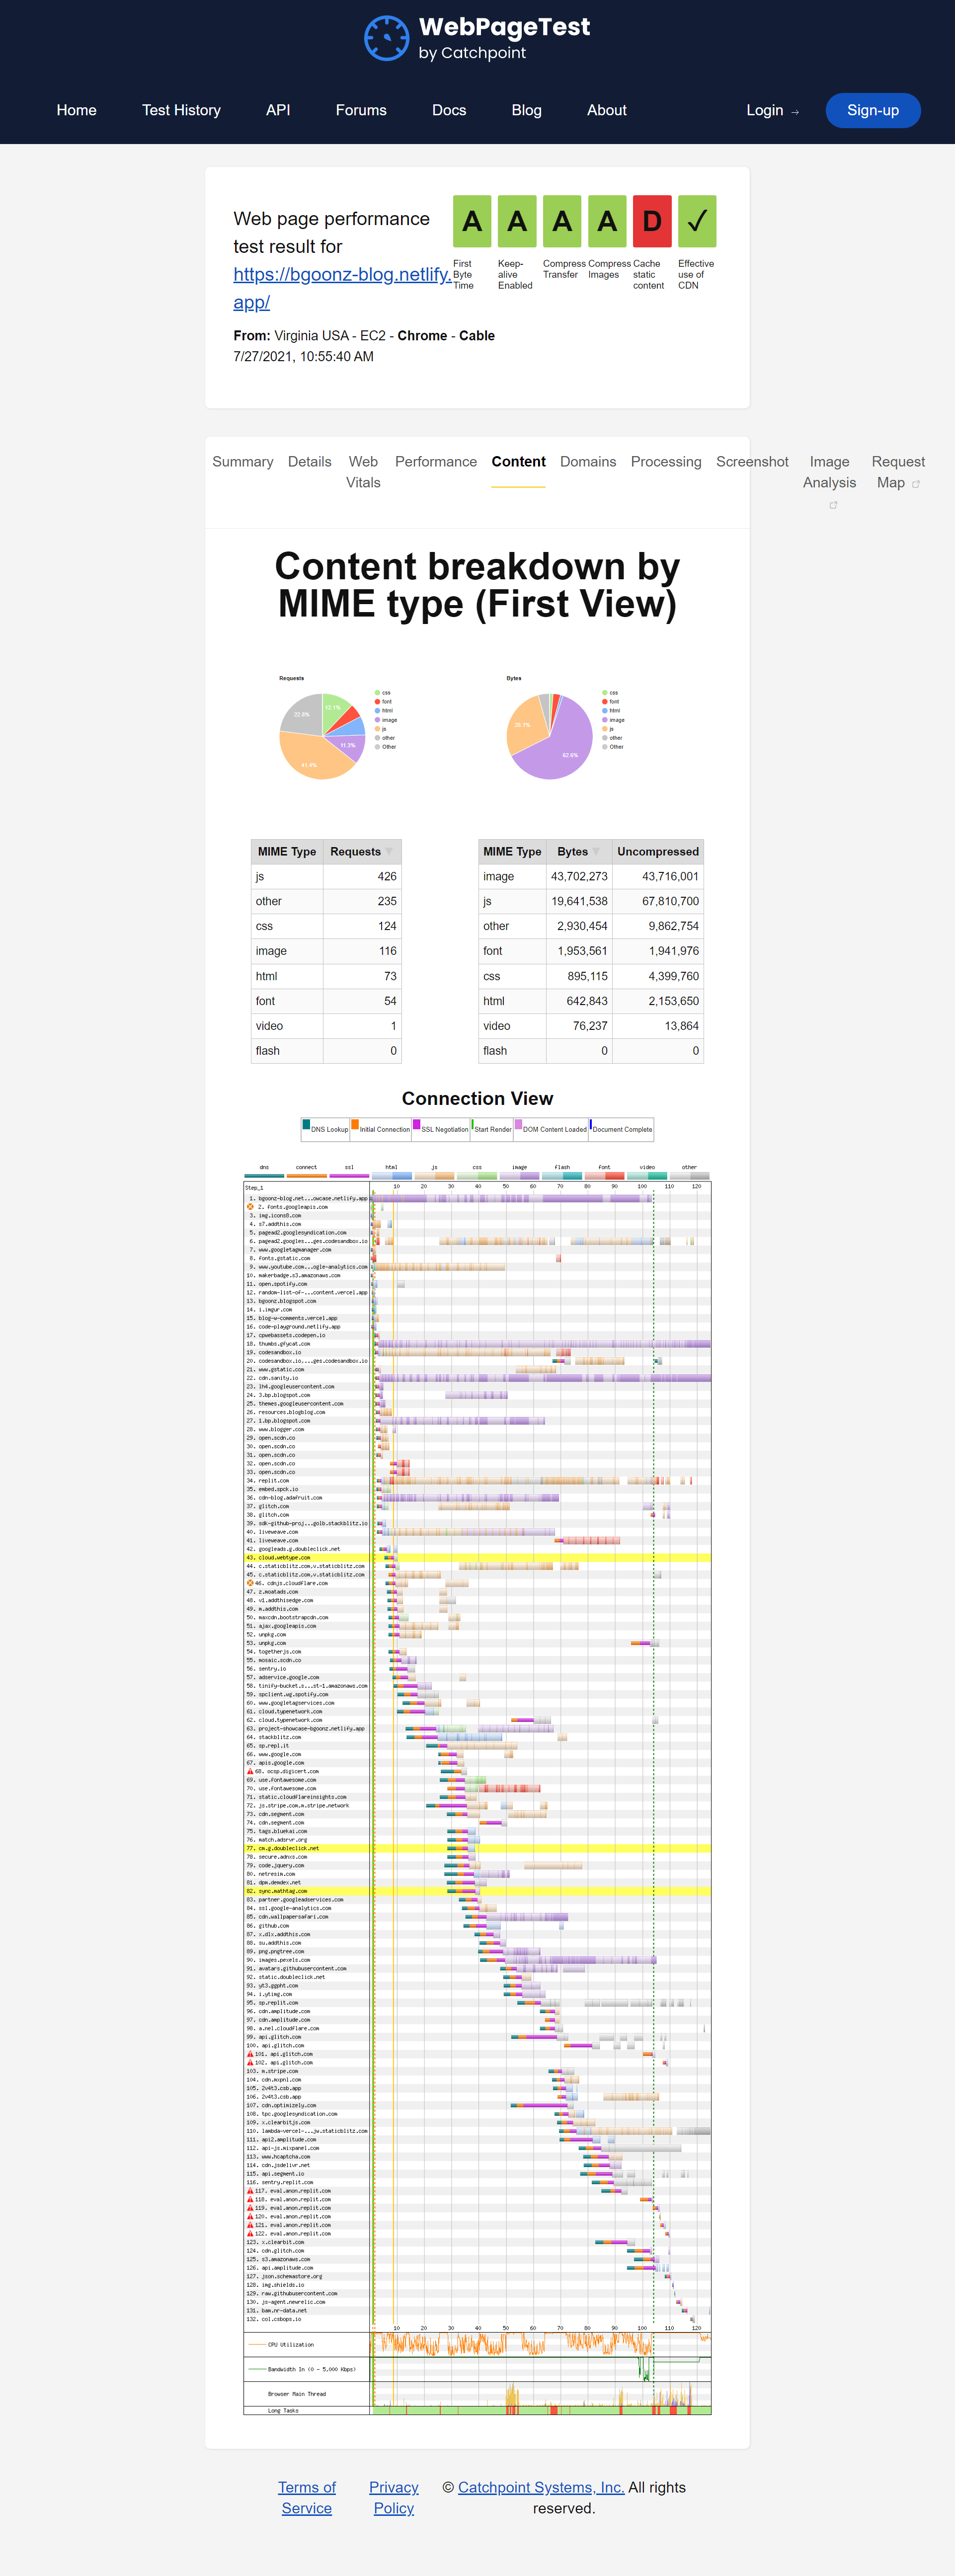 WebPageTest
by Catchpoint
Home Test History API Forums Docs Blog About Login → Sign-up
Web page performance
test result for
https://bgoonz-blog.netlify.
app/
From: Virginia USA - EC2 - Chrome - Cable
7/27/2021, 10:55:40 AM
A A A A D ✓
First Byte Time
Keep-alive Enabled
Compress Transfer
Compress Images
Cache static content
Effective use of CDN
Summary Details Web Vitals Performance Content Domains Processing Screenshot Image Analysis Request Map
Content breakdown by
MIME type (First View)
Requests
12.1%
11.3%
41.4%
22.8%
css
font
html
image
js
other
Other
Bytes
62.6%
css
font
html
image
js
other
Other
MIME Type Requests
js 426
other 235
css 124
image 116
html 73
font 54
video 1
flash 0
MIME Type Bytes Uncompressed
image 43,702,273 43,716,001
js 19,641,538 67,810,700
other 2,930,454 9,862,754
font 1,953,561 1,941,976
css 895,115 4,399,760
html 642,843 2,153,650
video 76,237 13,864
flash 0 0
Connection View
DNS Lookup Initial Connection SSL Negotiation Start Render DOM Content Loaded Document Complete
dns connect ssl html js css image flash font video other
Step_1 10 20 30 40 50 60 70 80 90 100 110 120
1. bgoonz-blog.net...owcase.netlify.app
2. fonts.googleapis.com
3. img.icons8.com
4. s7.addthis.com
5. pagead2.googlesyndication.com
6. pagead2.googles...ges.codesandbox.io
7. www.googletagmanager.com
8. fonts.gstatic.com
9. www.youtube.com...ogle-analytics.com
10. makerbadge.s3.amazonaws.com
11. open.spotify.com
12. random-list-of-...content.vercel.app
13. bgoonz.blogspot.com
14. i.imgur.com
15. blog-w-comments.vercel.app
16. code-playground.netlify.app
17. cpwebassets.codepen.io
18. thumbs.gfycat.com
19. codesandbox.io
20. codesandbox.io....ges.codesandbox.io
21. www.gstatic.com
22. cdn.sanity.io
23. lh4.googleusercontent.com
24. 3.bp.blogspot.com
25. themes.googleusercontent.com
26. resources.blogblog.com
27. 1.bp.blogspot.com
28. www.blogger.com
29. open.scdn.co
30. open.scdn.co
31. open.scdn.co
32. open.scdn.co
33. open.scdn.co
34. replit.com
35. embed.spck.io
36. cdn-blog.adafruit.com
37. glitch.com
38. glitch.com
39. sdk-github-proj...golb.stackblitz.io
40. liveweave.com
41. liveweave.com
42. googleads.g.doubleclick.net
43. cloud.webtype.com
44. c.staticblitz.com,v.staticblitz.com
45. c.staticblitz.com,v.staticblitz.com
46. cdnjs.cloudflare.com
47. z.moatads.com
48. v1.addthisedge.com
49. m.addthis.com
50. maxcdn.bootstrapcdn.com
51. ajax.googleapis.com
52. unpkg.com
53. unpkg.com
54. togetherjs.com
55. mosaic.scdn.co
56. sentry.io
57. adservice.google.com
58. tinify-bucket.s...st-1.amazonaws.com
59. spclient.wg.spotify.com
60. www.googletagservices.com
61. cloud.typenetwork.com
62. cloud.typenetwork.com
63. project-showcase-bgoonz.netlify.app
64. stackblitz.com
65. sp.repl.it
66. www.google.com
67. apis.google.com
68. ocsp.digicert.com
69. use.fontawesome.com
70. use.fontawesome.com
71. static.cloudflareinsights.com
72. js.stripe.com,m.stripe.network
73. cdn.segment.com
74. cdn.segment.com
75. tags.bluekai.com
76. match.adsrvr.org
77. cm.g.doubleclick.net
78. secure.adnxs.com
79. code.jquery.com
80. netresim.com
81. dpm.demdex.net
82. sync.mathtag.com
83. partner.googleadservices.com
84. ssl.google-analytics.com
85. cdn.wallpapersafari.com
86. github.com
87. x.dlx.addthis.com
88. su.addthis.com
89. png.pngtree.com
90. images.pexels.com
91. avatars.githubusercontent.com
92. static.doubleclick.net
93. yt3.ggpht.com
94. i.ytimg.com
95. sp.replit.com
96. cdn.amplitude.com
97. cdn.amplitude.com
98. a.nel.cloudflare.com
99. api.glitch.com
100. api.glitch.com
101. api.glitch.com
102. api.glitch.com
103. m.stripe.com
104. cdn.mxpnl.com
105. 2v4t3.csb.app
106. 2v4t3.csb.app
107. cdn.optimizely.com
108. tpc.googlesyndication.com
109. x.clearbitjs.com
110. lambda-vercel-...jw.staticblitz.com
111. api2.amplitude.com
112. api-js.mixpanel.com
113. www.hcaptcha.com
114. cdn.jsdelivr.net
115. api.segment.io
116. sentry.replit.com
117. eval.anon.replit.com
118. eval.anon.replit.com
119. eval.anon.replit.com
120. eval.anon.replit.com
121. eval.anon.replit.com
122. eval.anon.replit.com
123. x.clearbit.com
124. cdn.glitch.com
125. s3.amazonaws.com
126. api.amplitude.com
127. json.schemastore.org
128. img.shields.io
129. raw.githubusercontent.com
130. js-agent.newrelic.com
131. bam.nr-data.net
132. col.csbops.io
10 20 30 40 50 60 70 80 90 100 110 120
CPU Utilization
Bandwidth In (0 - 5,000 Kbps)
Browser Main Thread
Long Tasks
Terms of Service
Privacy Policy
© Catchpoint Systems, Inc. All rights
reserved.